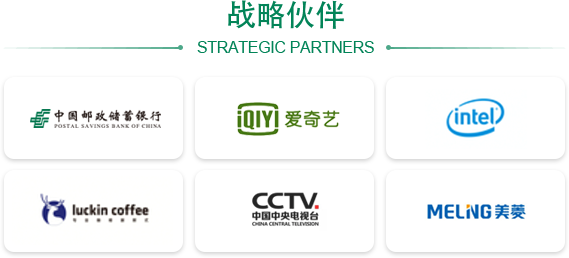 战略伙伴
STRATEGIC PARTNERS
中国邮政储蓄银行
POSTAL SAVINGS BANK OF CHINA
iQIYI 爱奇艺
intel
luckin coffee
CCTV.
中国中央电视台
CHINA CENTRAL TELEVISION
MELING 美菱